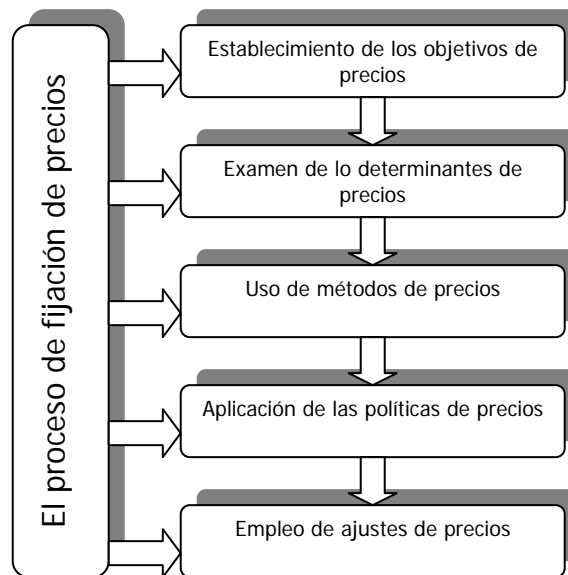 El proceso de fijación de precios
Establecimiento de los objetivos de
precios
Examen de lo determinantes de
precios
Uso de métodos de precios
Aplicación de las políticas de precios
Empleo de ajustes de precios